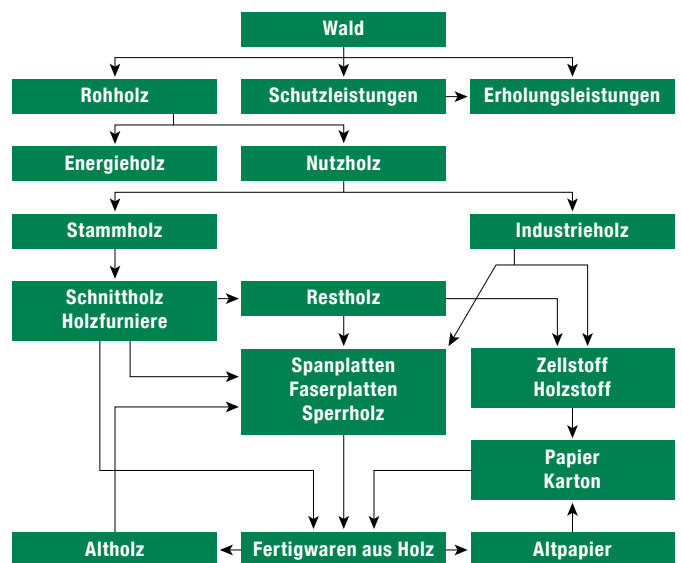 Wald
Rohholz
Schutzleistungen
Erholungsleistungen
Energieholz
Nutzholz
Stammholz
Industrieholz
Schnittholz
Holzfurniere
Restholz
Spanplatten
Faserplatten
Sperrholz
Zellstoff
Holzstoff
Papier
Karton
Altholz
Fertigwaren aus Holz
Altpapier